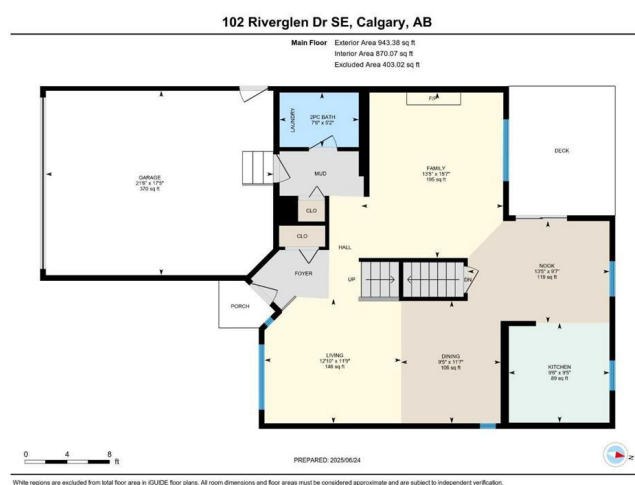 102 Riverglen Dr SE, Calgary, AB
Main Floor Exterior Area 943.38 sq ft
Interior Area 870.07 sq ft
Excluded Area 403.02 sq ft
F/P
LAUNDRY
2PC BATH
7'6" x 5'2"
DECK
FAMILY
13'5" x 15'7"
195 sq ft
MUD
GARAGE
21'8" x 17'5"
370 sq ft
CLO
CLO
HALL
NOOK
13'5" x 9'7"
119 sq ft
FOYER
UP
DN
PORCH
LIVING
12'10" x 11'9"
146 sq ft
DINING
9'6" x 11'7"
108 sq ft
KITCHEN
9'8" x 9'5"
89 sq ft
0 4 8
ft
PREPARED: 2025/06/24
N
White regions are excluded from total floor area in iGUIDE floor plans. All room dimensions and floor areas must be considered approximate and are subject to independent verification.